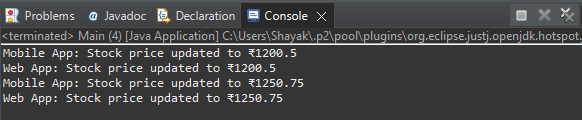 Problems @ Javadoc Declaration Console
<terminated> Main (4) [Java Application] C:\Users\Shayak\.p2\pool\plugins\org.eclipse.justj.openjdk.hotspot.
Mobile App: Stock price updated to ₹1200.5
Web App: Stock price updated to ₹1200.5
Mobile App: Stock price updated to ₹1250.75
Web App: Stock price updated to ₹1250.75